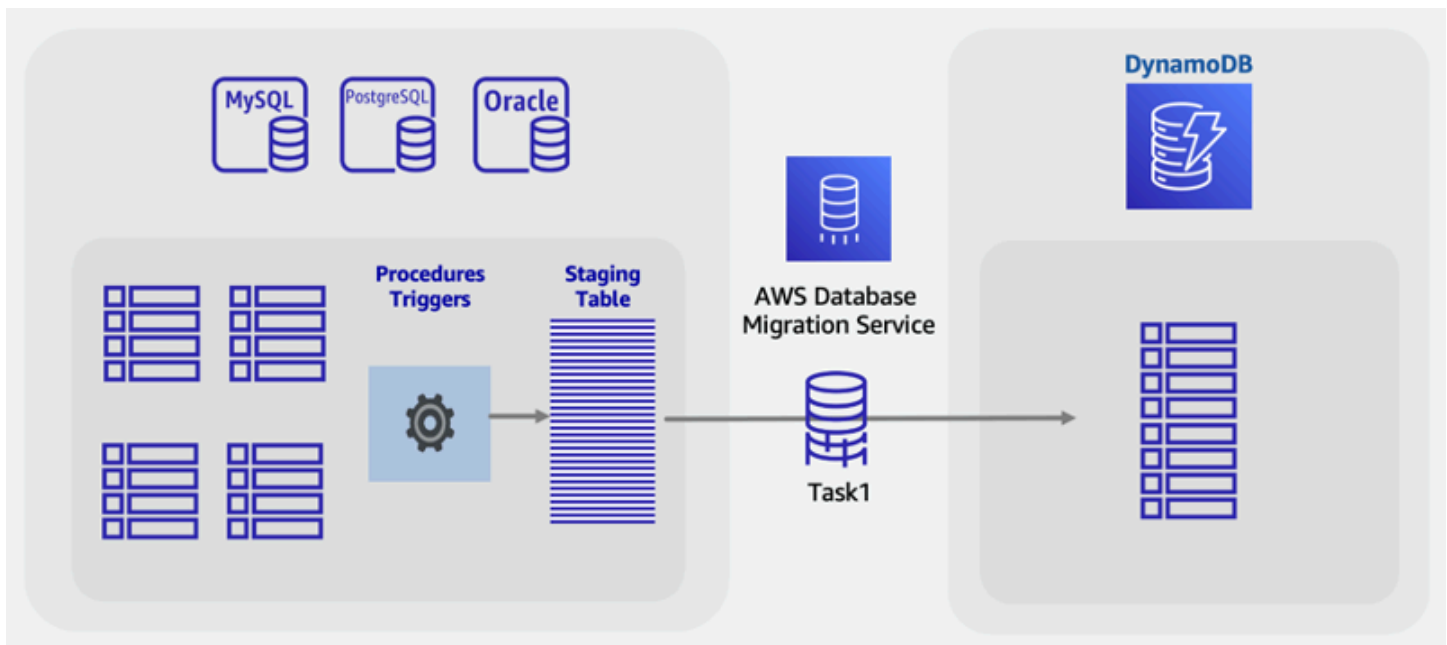 MySQL
PostgreSQL
Oracle
DynamoDB
Procedures
Triggers
Staging
Table
AWS Database
Migration Service
Task1